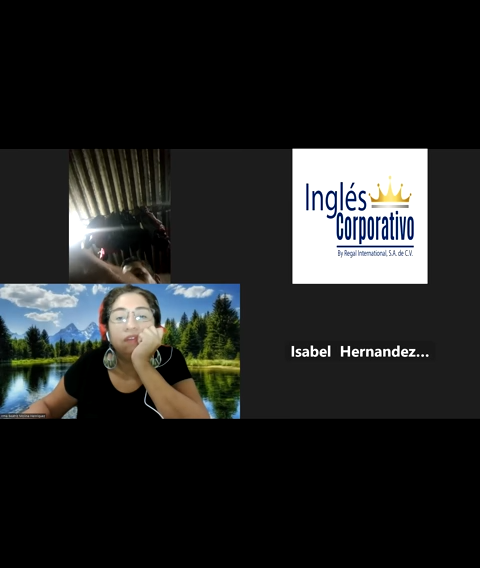 Inglés
Corporativo
By Regal International, S.A. de C.V.
Isabel Hernandez...